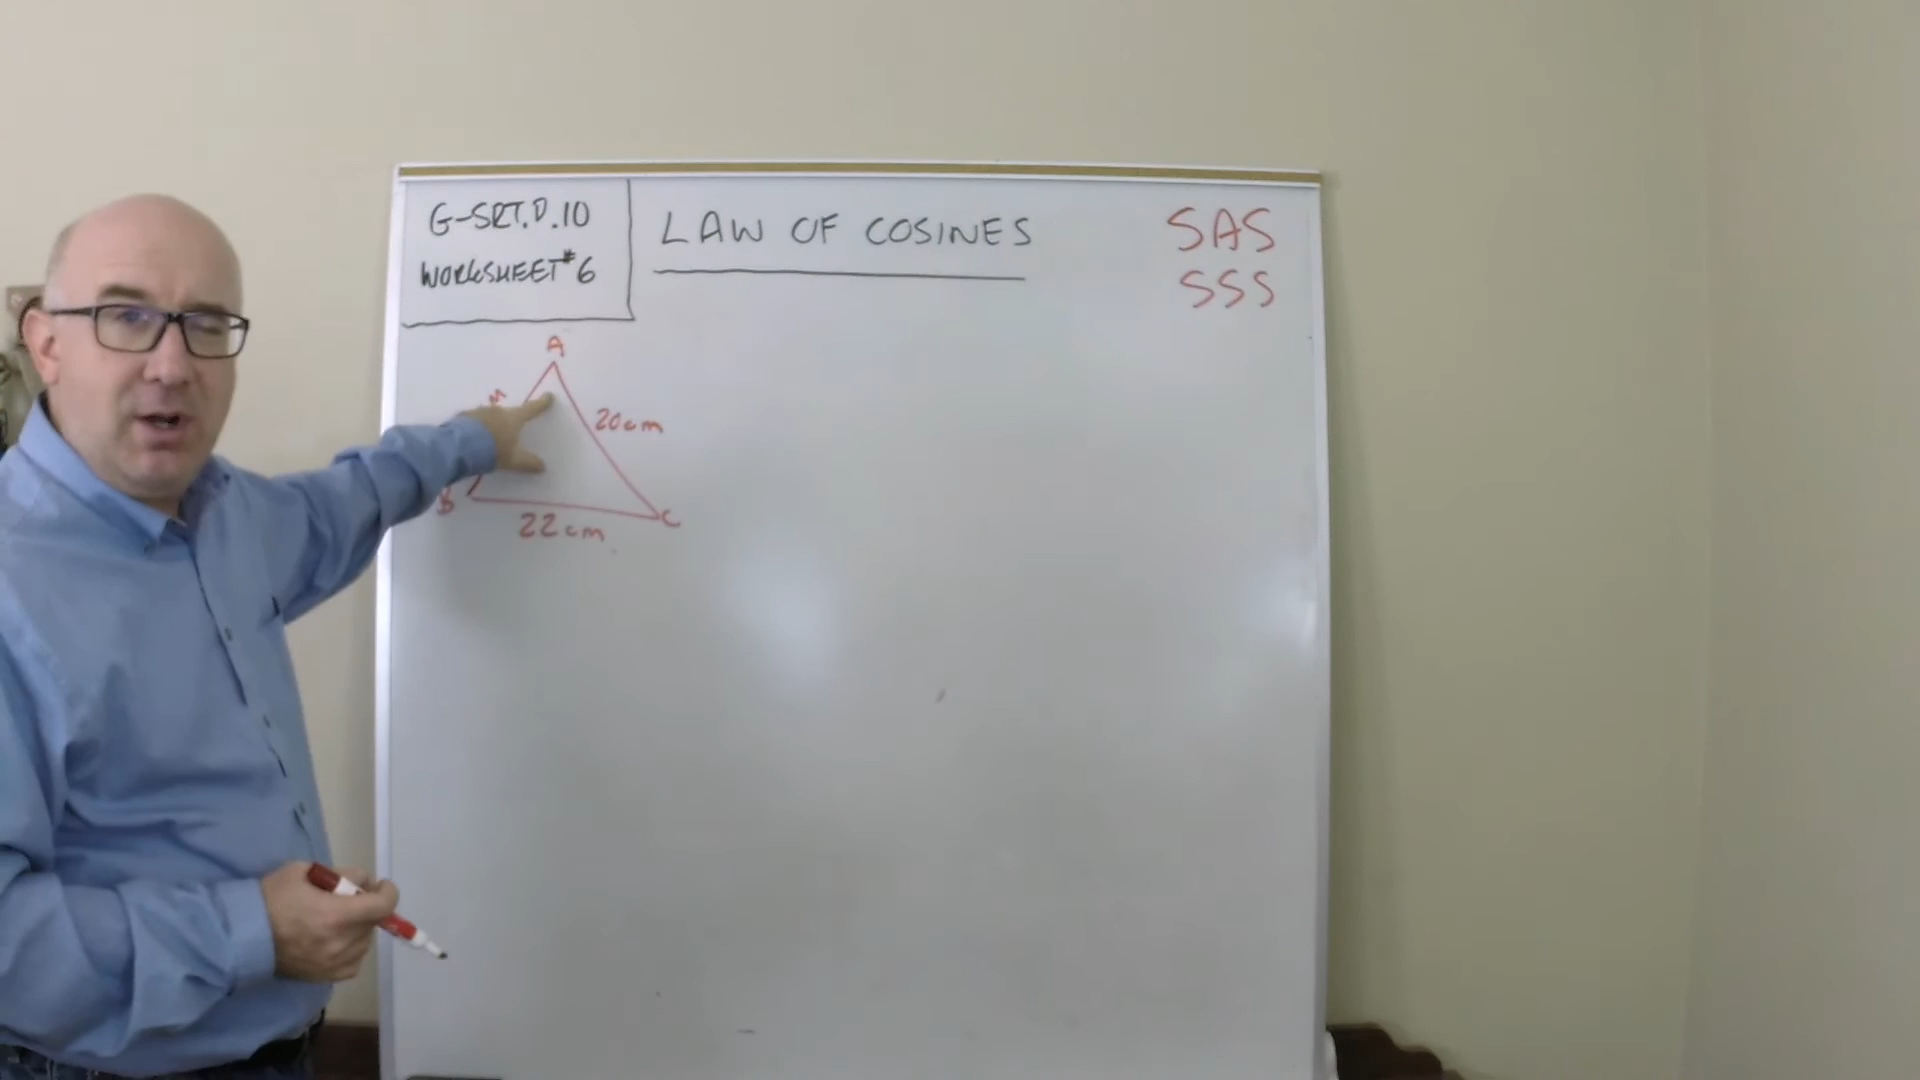 G-SRT.D.10
WORKSHEET #6
LAW OF COSINES
SAS
SSS
A
20cm
B
C
22cm